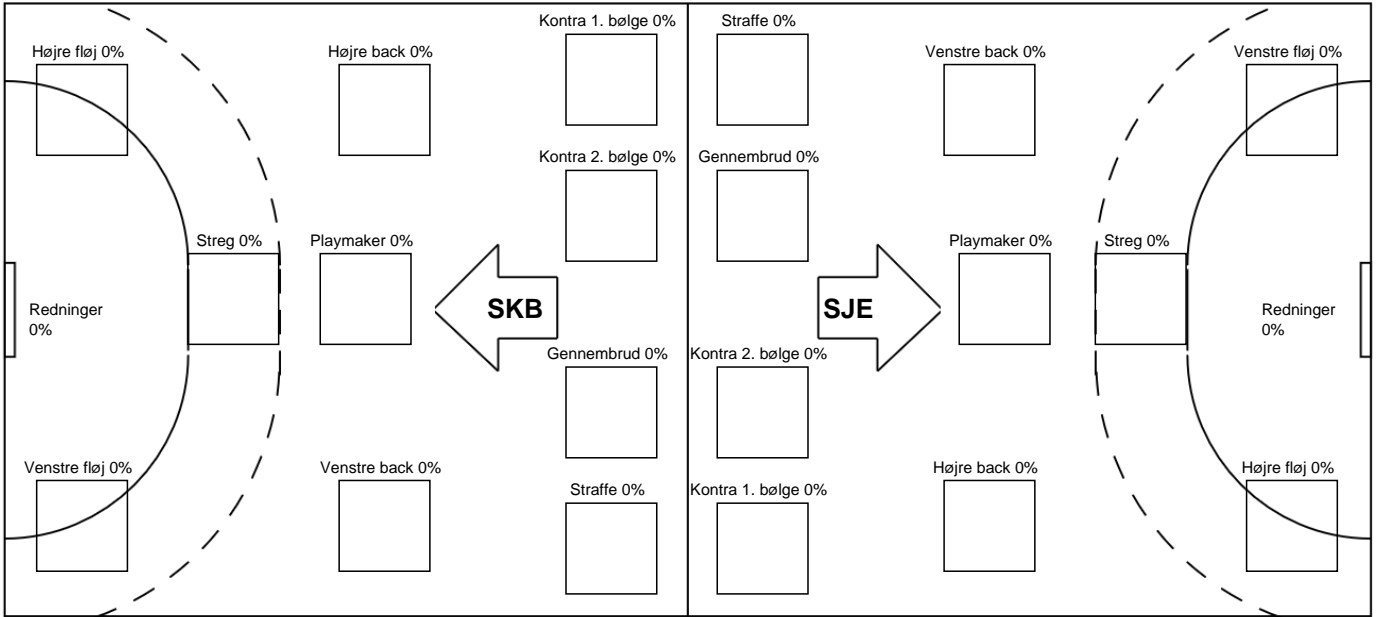 Kontra 1. bølge 0%
Straffe 0%
Højre fløj 0%
Højre back 0%
Venstre back 0%
Venstre fløj 0%
Kontra 2. bølge 0%
Gennembrud 0%
Streg 0%
Playmaker 0%
Playmaker 0%
Streg 0%
Redninger
0%
SKB
SJE
Redninger
0%
Gennembrud 0%
Kontra 2. bølge 0%
Venstre fløj 0%
Venstre back 0%
Højre back 0%
Højre fløj 0%
Straffe 0%
Kontra 1. bølge 0%